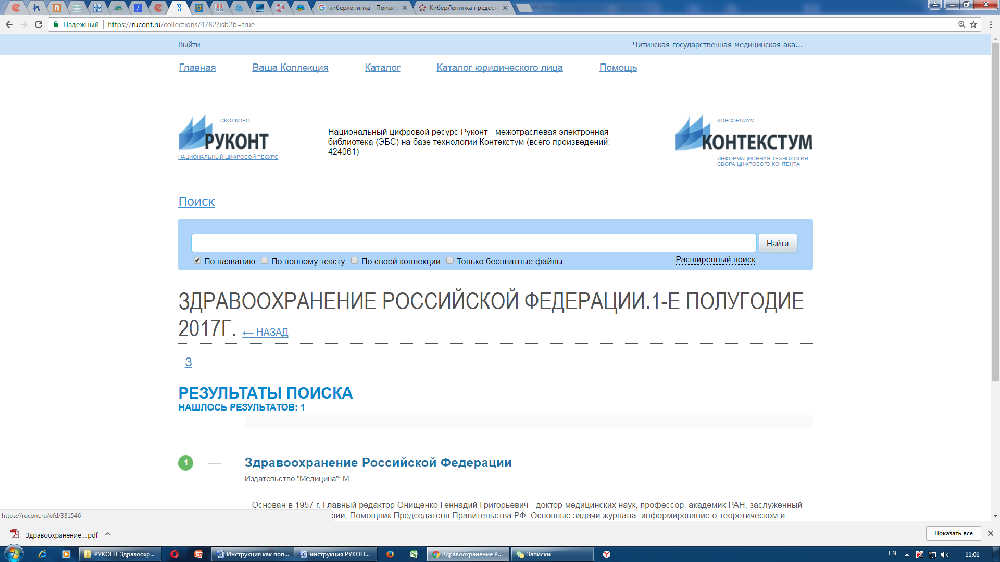 киберленинка - Поиск в
КиберЛенинка предоста
Надежный
https://rucont.ru/collections/4782?isb2b=true
Выйти
Читинская государственная медицинская ака...
Главная
Ваша Коллекция
Каталог
Каталог юридического лица
Помощь
СКОЛКОВО
РУКОНТ
НАЦИОНАЛЬНЫЙ ЦИФРОВОЙ РЕСУРС
Национальный цифровой ресурс Руконт - межотраслевая электронная
библиотека (ЭБС) на базе технологии Контекстум (всего произведений:
424061)
КОНСОРЦИУМ
КОНТЕКСТУМ
ИНФОРМАЦИОННАЯ ТЕХНОЛОГИЯ
СБОРА ЦИФРОВОГО КОНТЕНТА
Поиск
Найти
По названию
По полному тексту
По своей коллекции
Только бесплатные файлы
Расширенный поиск
ЗДРАВООХРАНЕНИЕ РОССИЙСКОЙ ФЕДЕРАЦИИ.1-Е ПОЛУГОДИЕ
2017Г. ← НАЗАД
З
РЕЗУЛЬТАТЫ ПОИСКА
НАШЛОСЬ РЕЗУЛЬТАТОВ: 1
1
Здравоохранение Российской Федерации
Издательство "Медицина": М.
Основан в 1957 г. Главный редактор Онищенко Геннадий Григорьевич - доктор медицинских наук, профессор, академик РАН, заслуженный
зии, Помощник Председателя Правительства РФ. Основные задачи журнала: информирование о теоретическом и
https://rucont.ru/efd/331546
Здравоохранение....pdf
Показать все
РУКОНТ Здравоохр...
Инструкция как поп...
инструкция РУКОН...
Здравоохранение Р...
Записки
EN
11:01